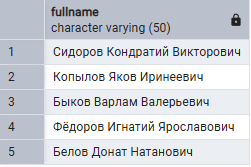 fullname
character varying (50)
1 Сидоров Кондратий Викторович
2 Копылов Яков Иринеевич
3 Быков Варлам Валерьевич
4 Фёдоров Игнатий Ярославович
5 Белов Донат Натанович